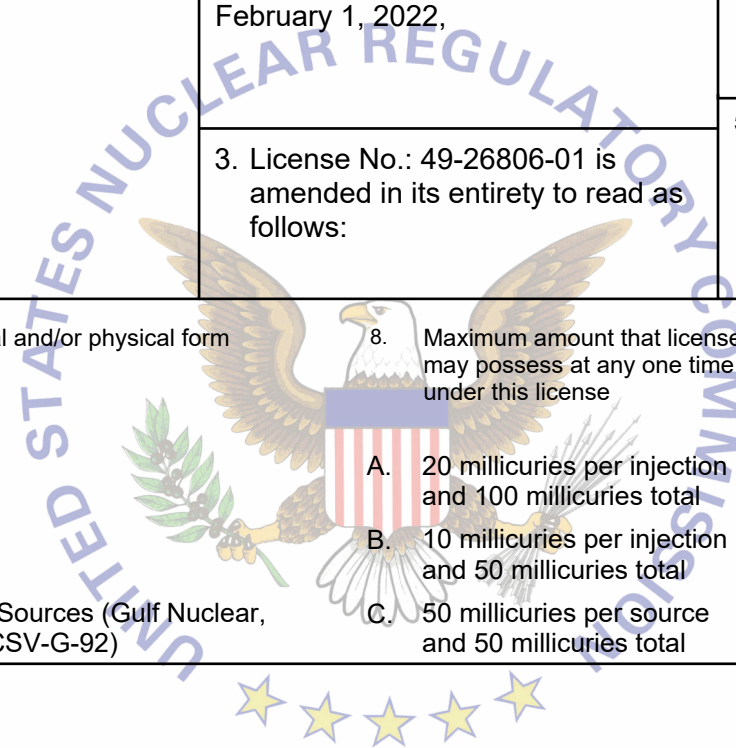 February 1, 2022,
3. License No.: 49-26806-01 is
amended in its entirety to read as
follows:
and/or physical form
8. Maximum amount that
may possess at any one time
under this license
A. 20 millicuries per injection
and 100 millicuries total
B. 10 millicuries per injection
and 50 millicuries total
Sources (Gulf Nuclear,
CSV-G-92)
C. 50 millicuries per source
and 50 millicuries total
UNITED STATES NUCLEAR REGULATORY COMMISSION